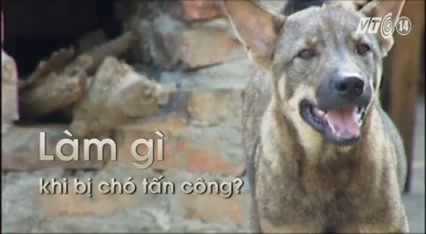 VTC14
Làm gì
khi bị chó tấn công?